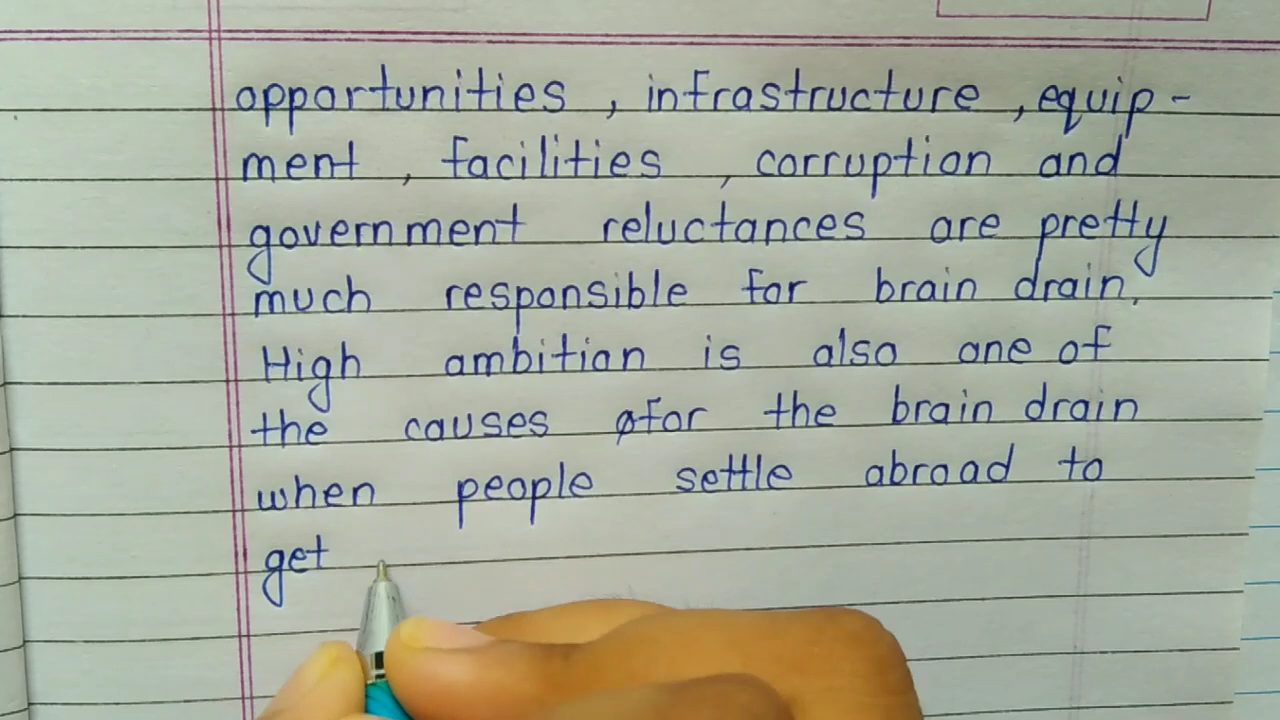 opportunities , infrastructure , equip-
ment , facilities , corruption and
government reluctances are pretty
much responsible for brain drain.
High ambition is also one of
the causes for the brain drain
when people settle abroad to
get